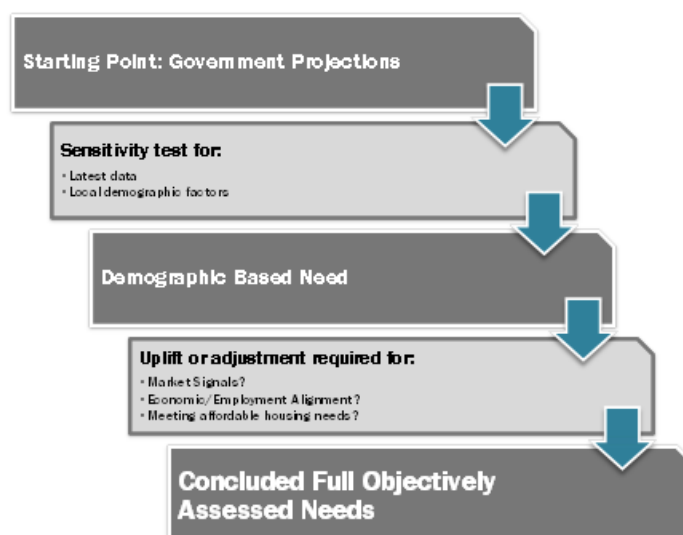 Starting Point: Government Projections
Sensitivity test for:
• Latest data
• Local demographic factors
Demographic Based Need
Uplift or adjustment required for:
• Market Signals?
• Economic/Employment Alignment?
• Meeting affordable housing needs?
Concluded Full Objectively
Assessed Needs